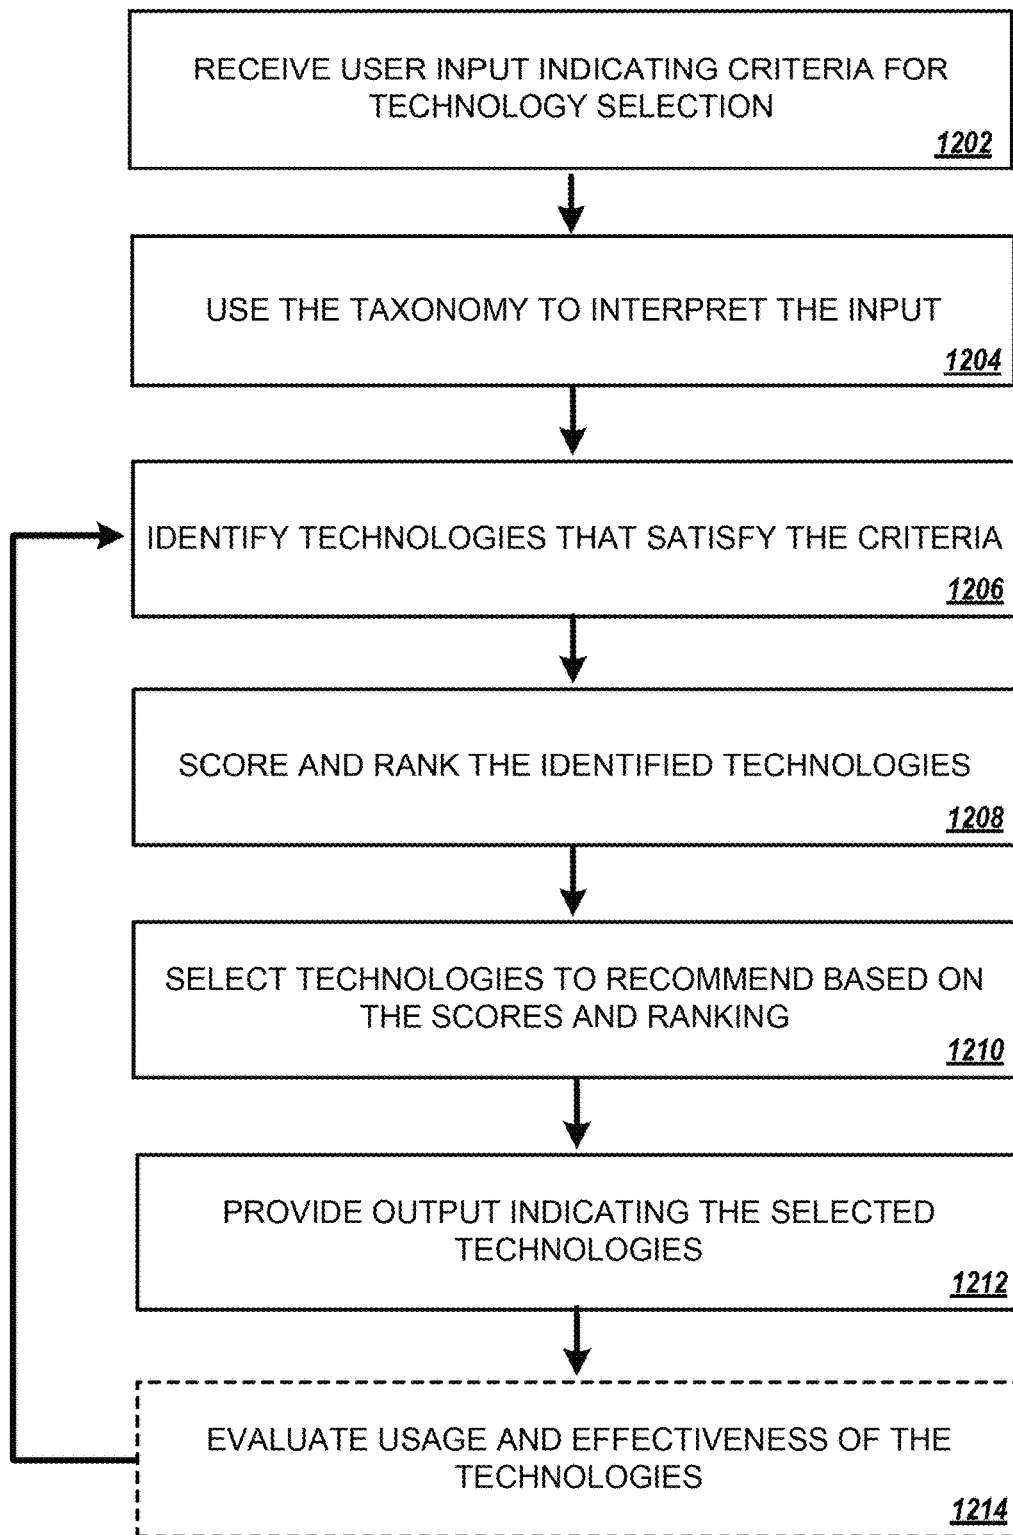 RECEIVE USER INPUT INDICATING CRITERIA FOR
TECHNOLOGY SELECTION
1202
USE THE TAXONOMY TO INTERPRET THE INPUT
1204
IDENTIFY TECHNOLOGIES THAT SATISFY THE CRITERIA
1206
SCORE AND RANK THE IDENTIFIED TECHNOLOGIES
1208
SELECT TECHNOLOGIES TO RECOMMEND BASED ON
THE SCORES AND RANKING
1210
PROVIDE OUTPUT INDICATING THE SELECTED
TECHNOLOGIES
1212
EVALUATE USAGE AND EFFECTIVENESS OF THE
TECHNOLOGIES
1214